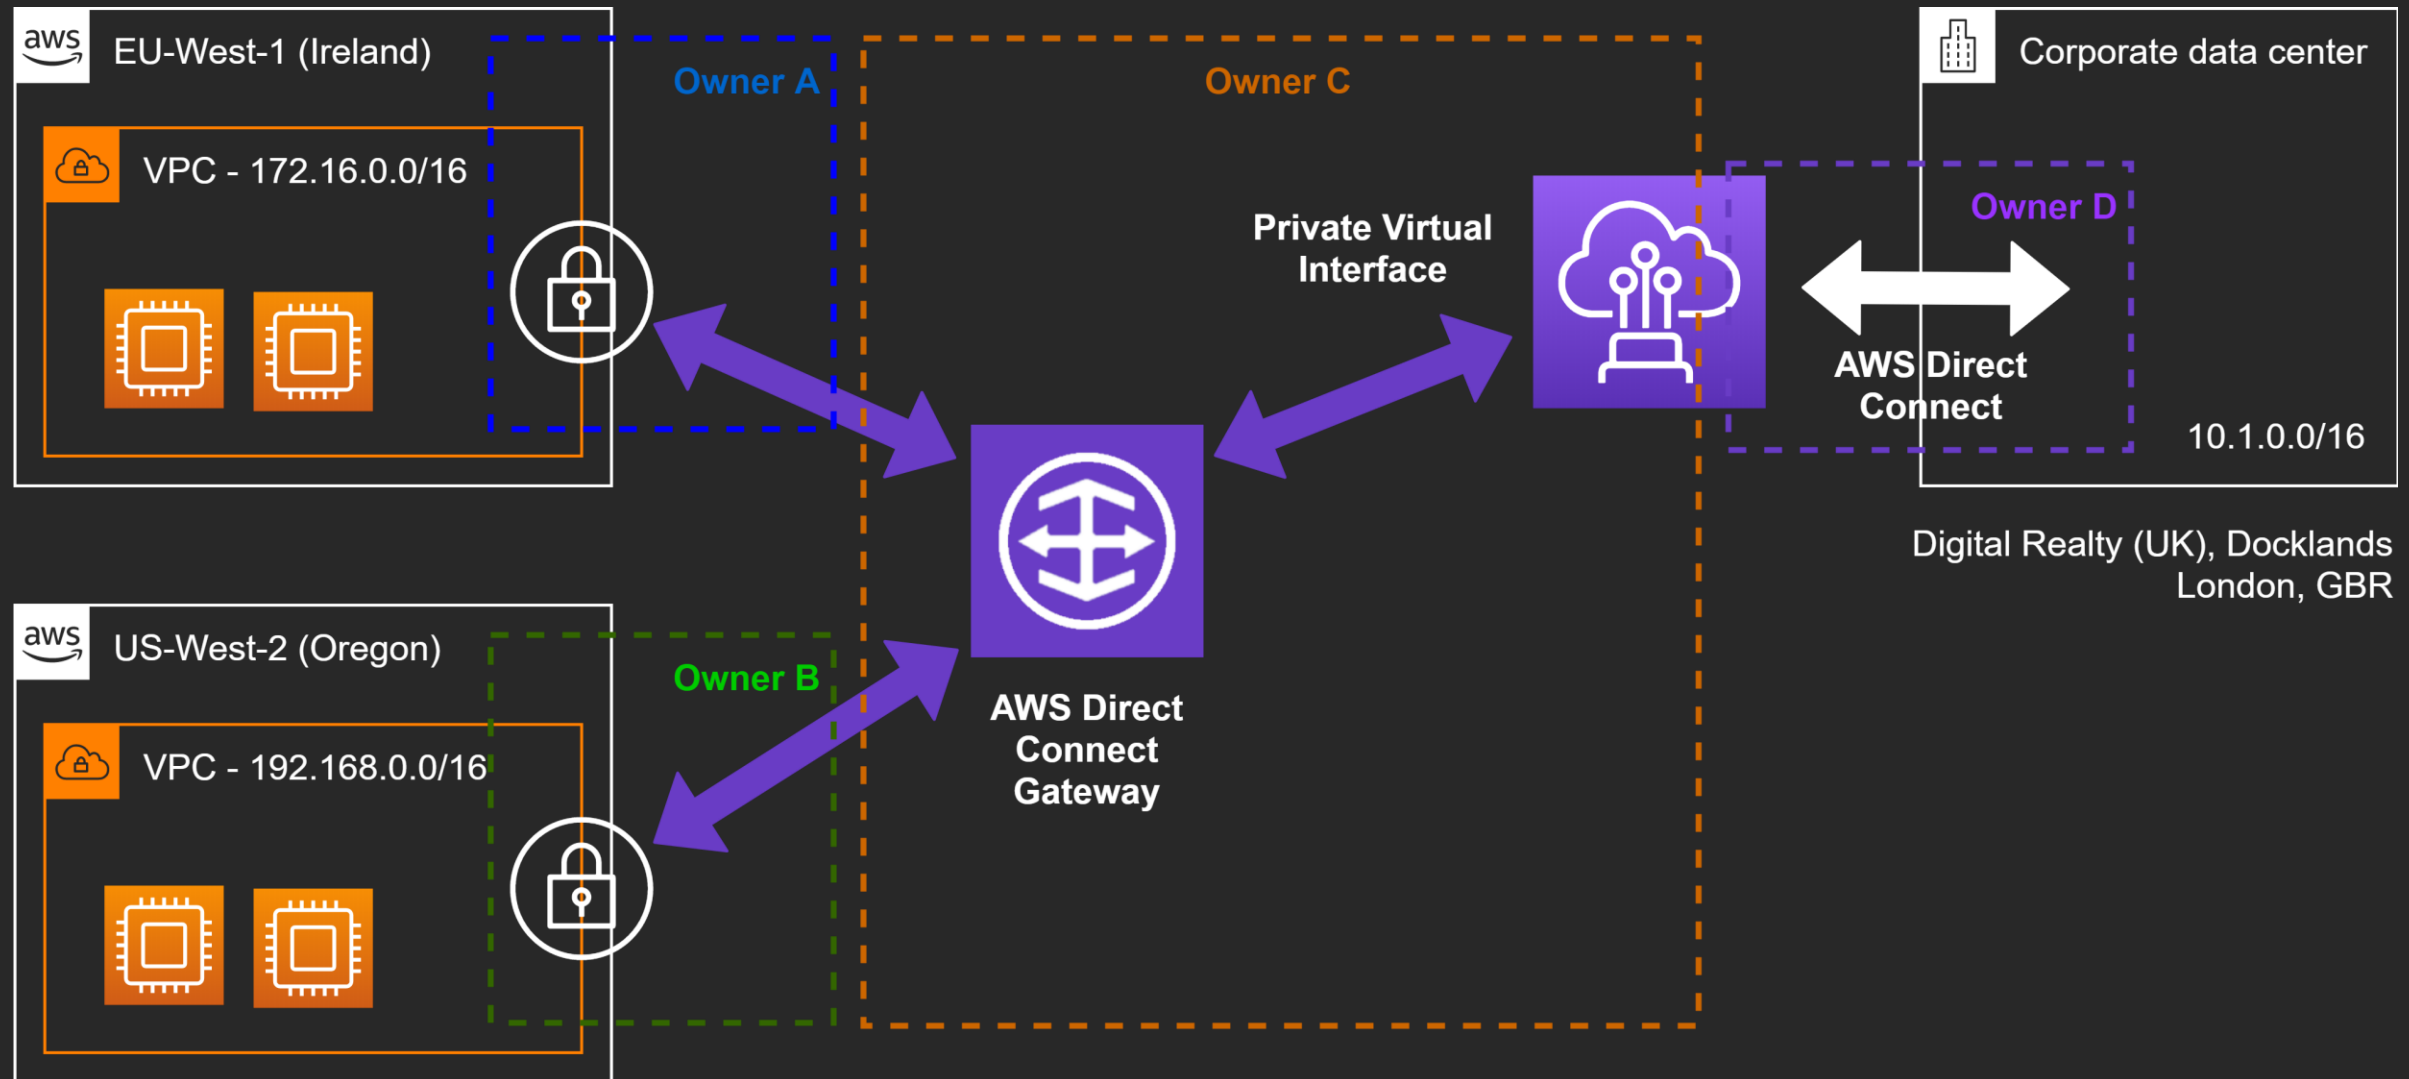 aws
EU-West-1 (Ireland)
Owner A
VPC - 172.16.0.0/16
Owner C
Private Virtual
Interface
Corporate data center
Owner D
AWS Direct
Connect
10.1.0.0/16
Digital Realty (UK), Docklands
London, GBR
aws
US-West-2 (Oregon)
Owner B
VPC - 192.168.0.0/16
AWS Direct
Connect
Gateway